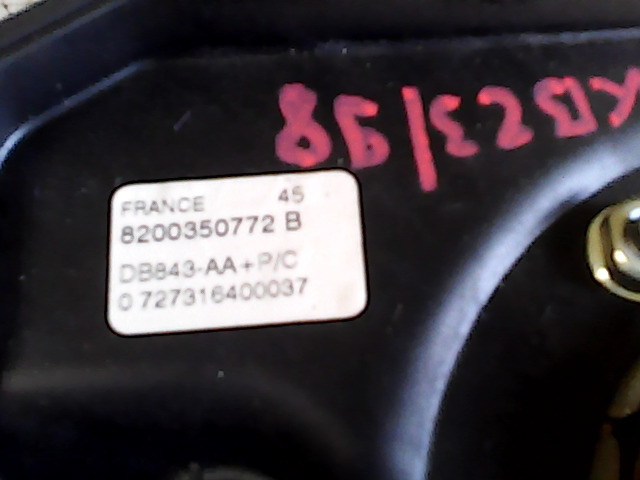 FRANCE 45
8200350772 B
DB843-AA+P/C
0 727316400037